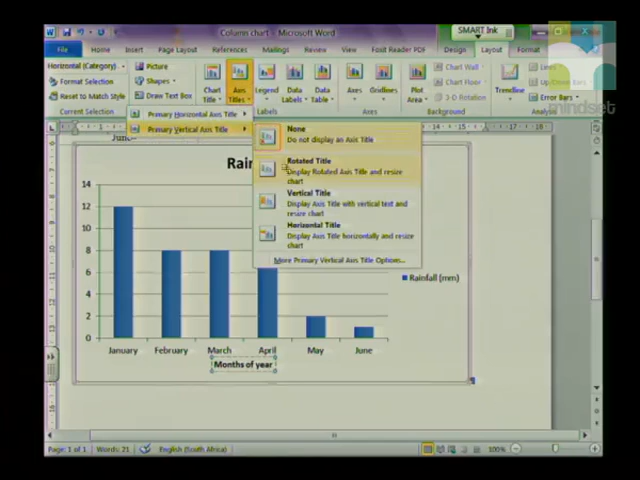 Column chart - Microsoft Word
SMART Ink
File Home Insert Page Layout References Mailings Review View Foxit Reader PDF Design Layout Format
Horizontal (Category)
Format Selection
Reset to Match Style
Current Selection
Picture
Shapes
Draw Text Box
Chart Title
Axis Titles
Legend
Data Labels
Data Table
Axes
Gridlines
Axes
Plot Area
Chart Wall
Chart Floor
3-D Rotation
Background
Trendline
Lines
Up/Down Bars
Error Bars
mindset
Primary Horizontal Axis Title
Primary Vertical Axis Title
None
Do not display an Axis Title
Rotated Title
Display Rotated Axis Title and resize
chart
Vertical Title
Display Axis Title with vertical text and
resize chart
Horizontal Title
Display Axis Title horizontally and resize
chart
More Primary Vertical Axis Title Options...
June
Rain
14
12
10
8
6
4
2
0
January February March April May June
Months of year
Rainfall (mm)
Page: 1 of 1 Words: 21 English (South Africa) 100%